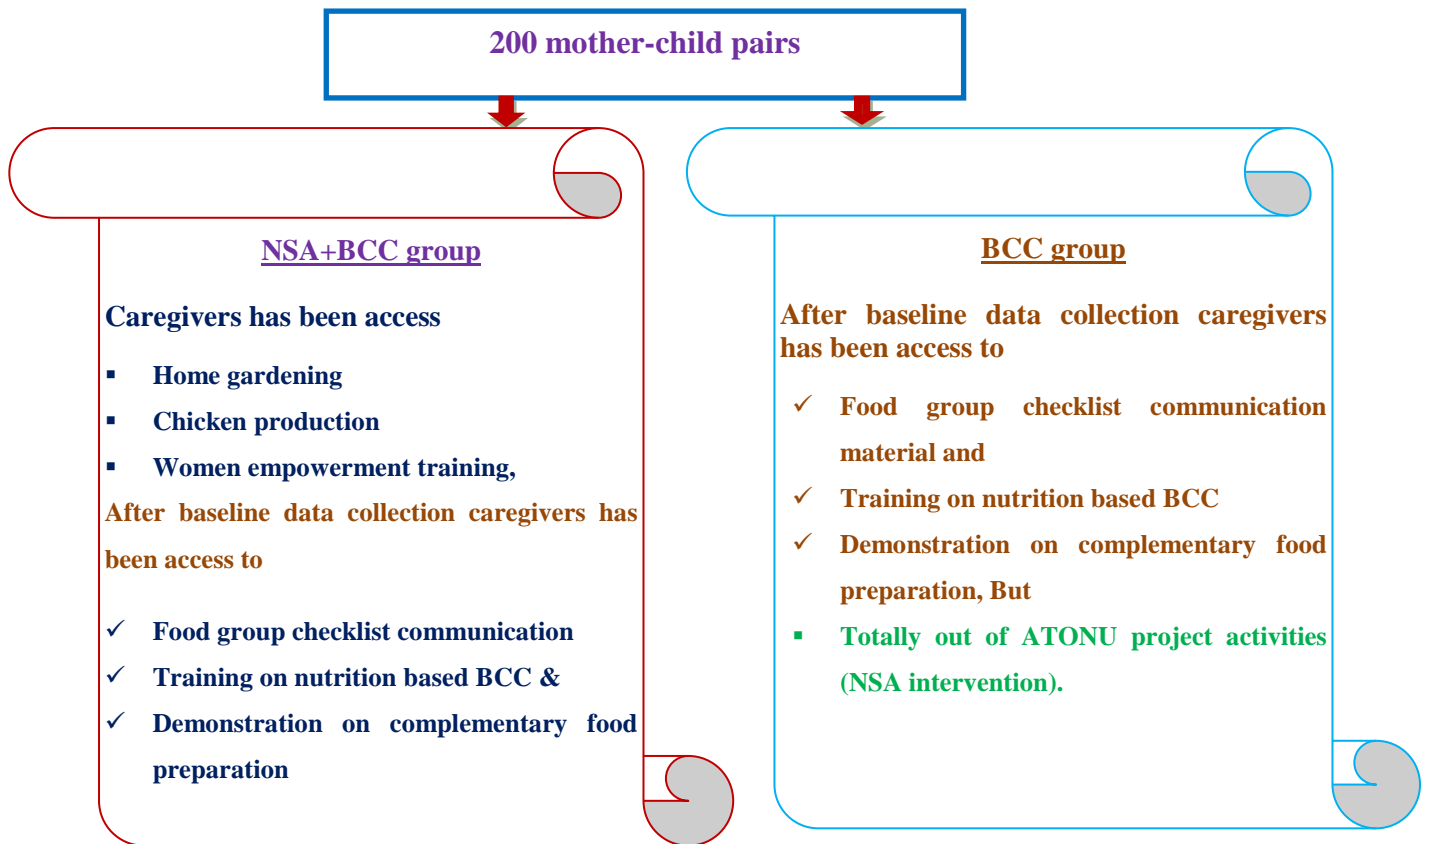 200 mother-child pairs
NSA+BCC group
Caregivers has been access
▪ Home gardening
▪ Chicken production
▪ Women empowerment training,
After baseline data collection caregivers has
been access to
✓ Food group checklist communication
✓ Training on nutrition based BCC &
✓ Demonstration on complementary food
preparation
BCC group
After baseline data collection caregivers
has been access to
✓ Food group checklist communication
material and
✓ Training on nutrition based BCC
✓ Demonstration on complementary food
preparation, But
▪ Totally out of ATONU project activities
(NSA intervention).